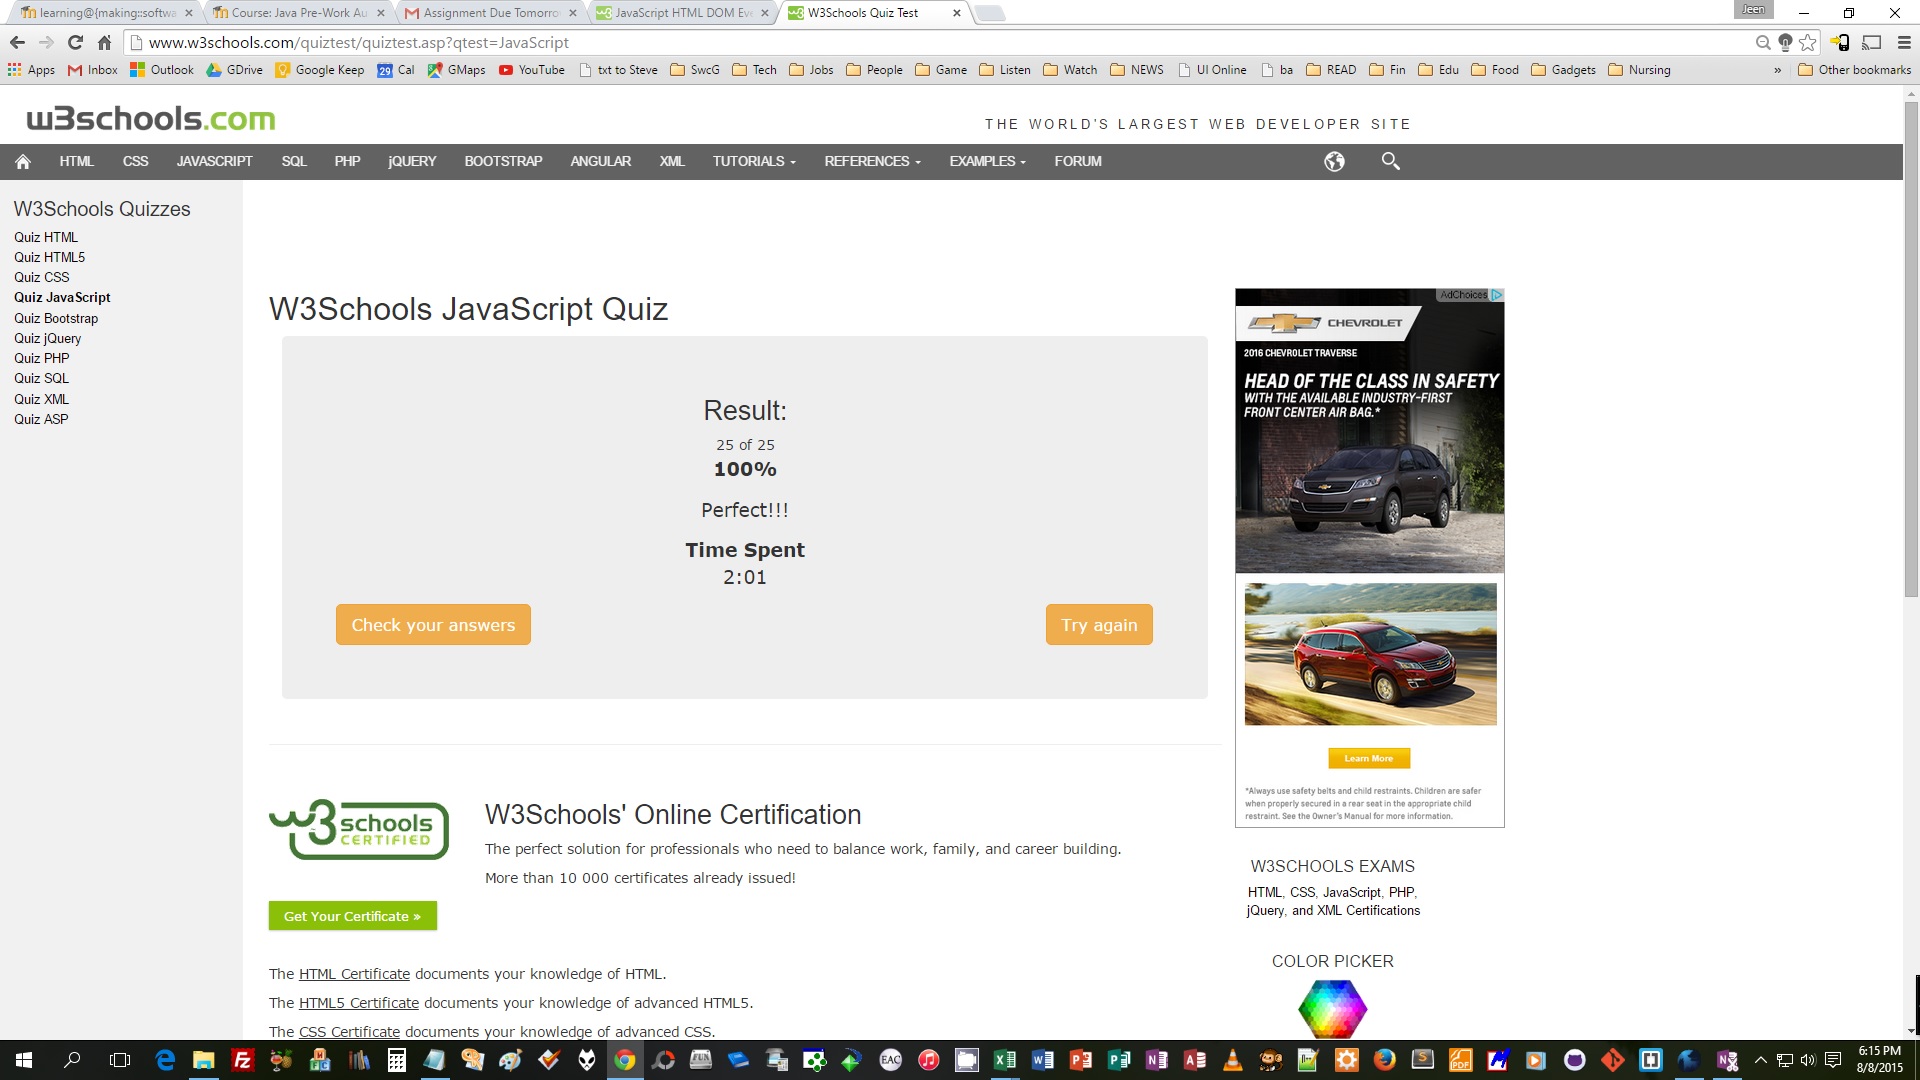 learning@{making::softwa
Course: Java Pre-Work Au
Assignment Due Tomorro
JavaScript HTML DOM Eve
W3Schools Quiz Test
Jeen
www.w3schools.com/quiztest/quiztest.asp?qtest=JavaScript
Apps Inbox Outlook GDrive Google Keep 29 Cal GMaps YouTube txt to Steve SwcG Tech Jobs People Game Listen Watch NEWS UI Online ba READ Fin Edu Food Gadgets Nursing » Other bookmarks
w3schools.com
THE WORLD'S LARGEST WEB DEVELOPER SITE
HTML CSS JAVASCRIPT SQL PHP jQUERY BOOTSTRAP ANGULAR XML TUTORIALS REFERENCES EXAMPLES FORUM
W3Schools Quizzes
Quiz HTML
Quiz HTML5
Quiz CSS
Quiz JavaScript
Quiz Bootstrap
Quiz jQuery
Quiz PHP
Quiz SQL
Quiz XML
Quiz ASP
W3Schools JavaScript Quiz
Result:
25 of 25
100%
Perfect!!!
Time Spent
2:01
Check your answers
Try again
w3schools
CERTIFIED
W3Schools' Online Certification
The perfect solution for professionals who need to balance work, family, and career building.
More than 10 000 certificates already issued!
Get Your Certificate »
The HTML Certificate documents your knowledge of HTML.
The HTML5 Certificate documents your knowledge of advanced HTML5.
The CSS Certificate documents your knowledge of advanced CSS.
AdChoices
CHEVROLET
2016 CHEVROLET TRAVERSE
HEAD OF THE CLASS IN SAFETY
WITH THE AVAILABLE INDUSTRY-FIRST
FRONT CENTER AIR BAG.*
Learn More
*Always use safety belts and child restraints. Children are safer
when properly secured in a rear seat in the appropriate child
restraint. See the Owner's Manual for more information.
W3SCHOOLS EXAMS
HTML, CSS, JavaScript, PHP,
jQuery, and XML Certifications
COLOR PICKER
EAC
6:15 PM
8/8/2015